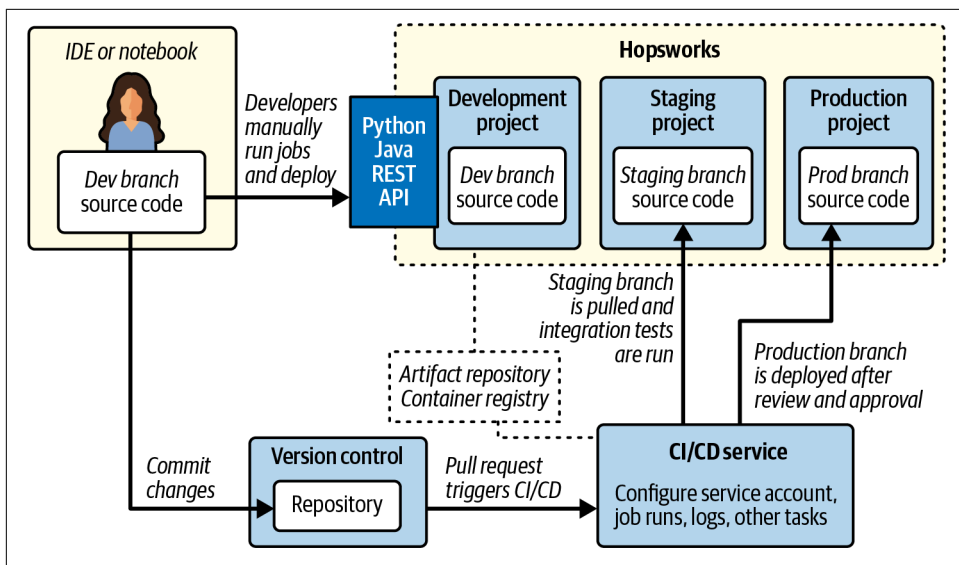 IDE or notebook
Dev branch
source code
Developers
manually
run jobs
and deploy
Hopsworks
Python
Java
REST
API
Development
project
Dev branch
source code
Staging
project
Staging branch
source code
Production
project
Prod branch
source code
Staging branch
is pulled and
integration tests
are run
Production branch
is deployed after
review and approval
Artifact repository
Container registry
Commit
changes
Version control
Repository
Pull request
triggers CI/CD
CI/CD service
Configure service account,
job runs, logs, other tasks